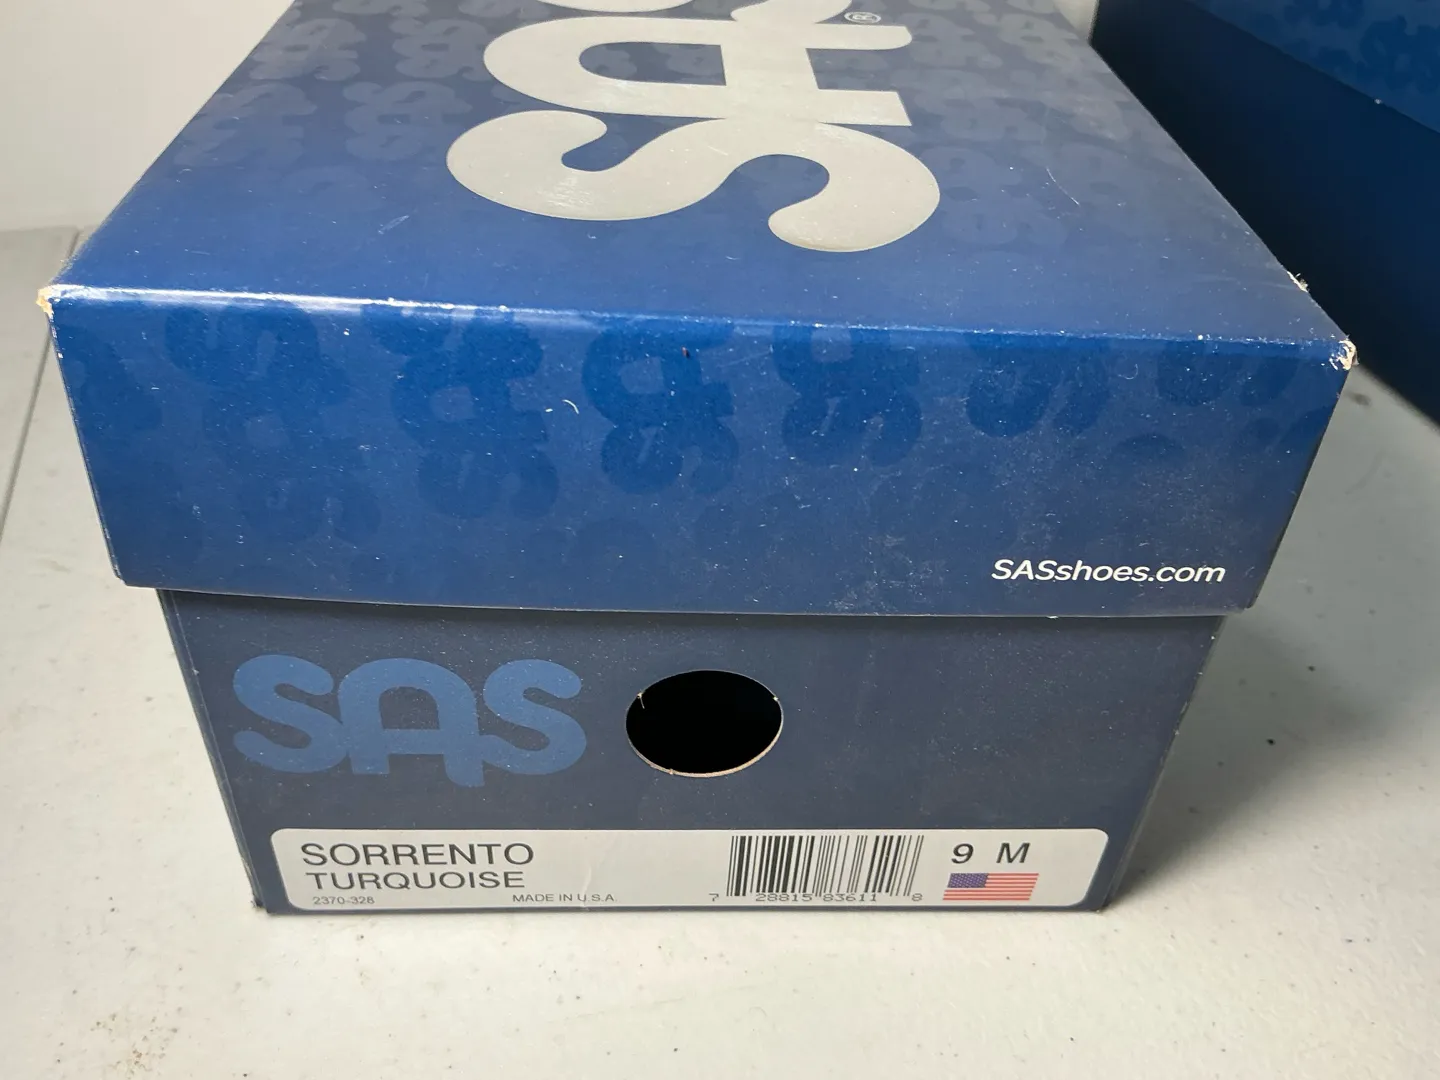 SAS®
SASshoes.com
SAS
SORRENTO
TURQUOISE
2370-328 MADE IN U.S.A.
7 28815 83611 8
9 M